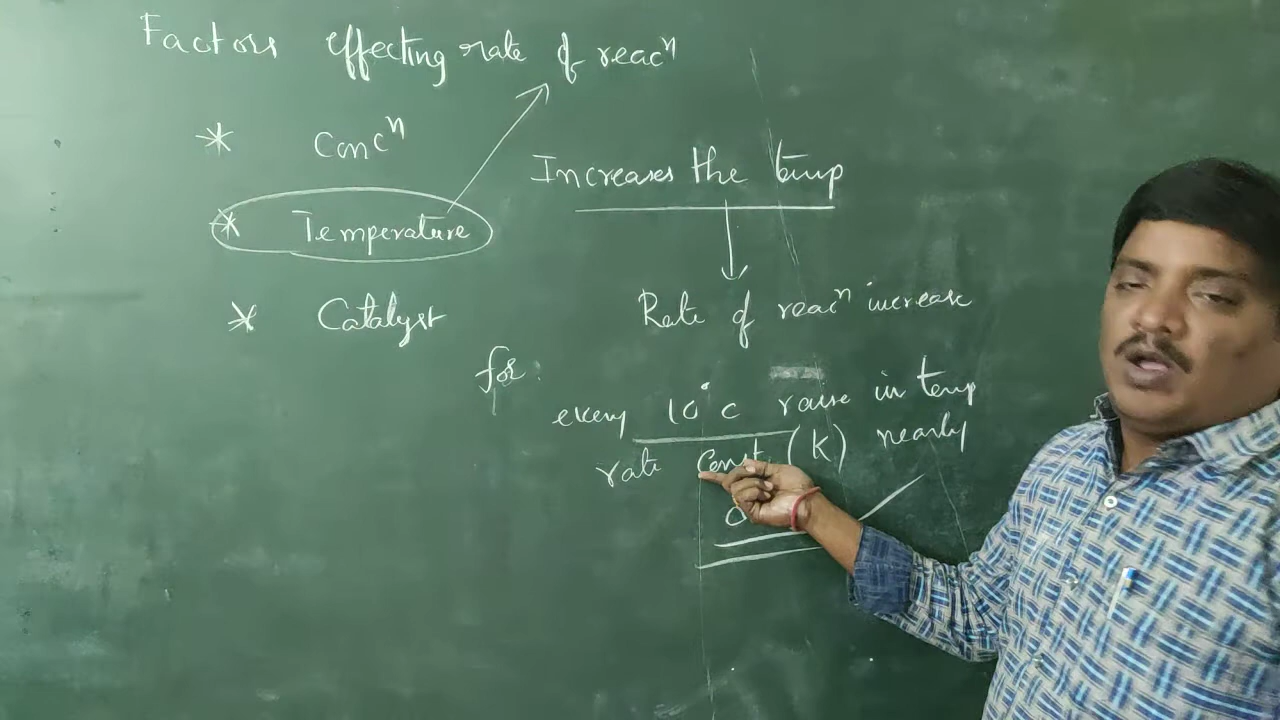 Factors effecting rate of reacⁿ
* Concⁿ
* Temperature
* Catalyst
Increases the temp
Rate of reacⁿ increase
for
every 10°c raise in temp
rate const (K) nearly